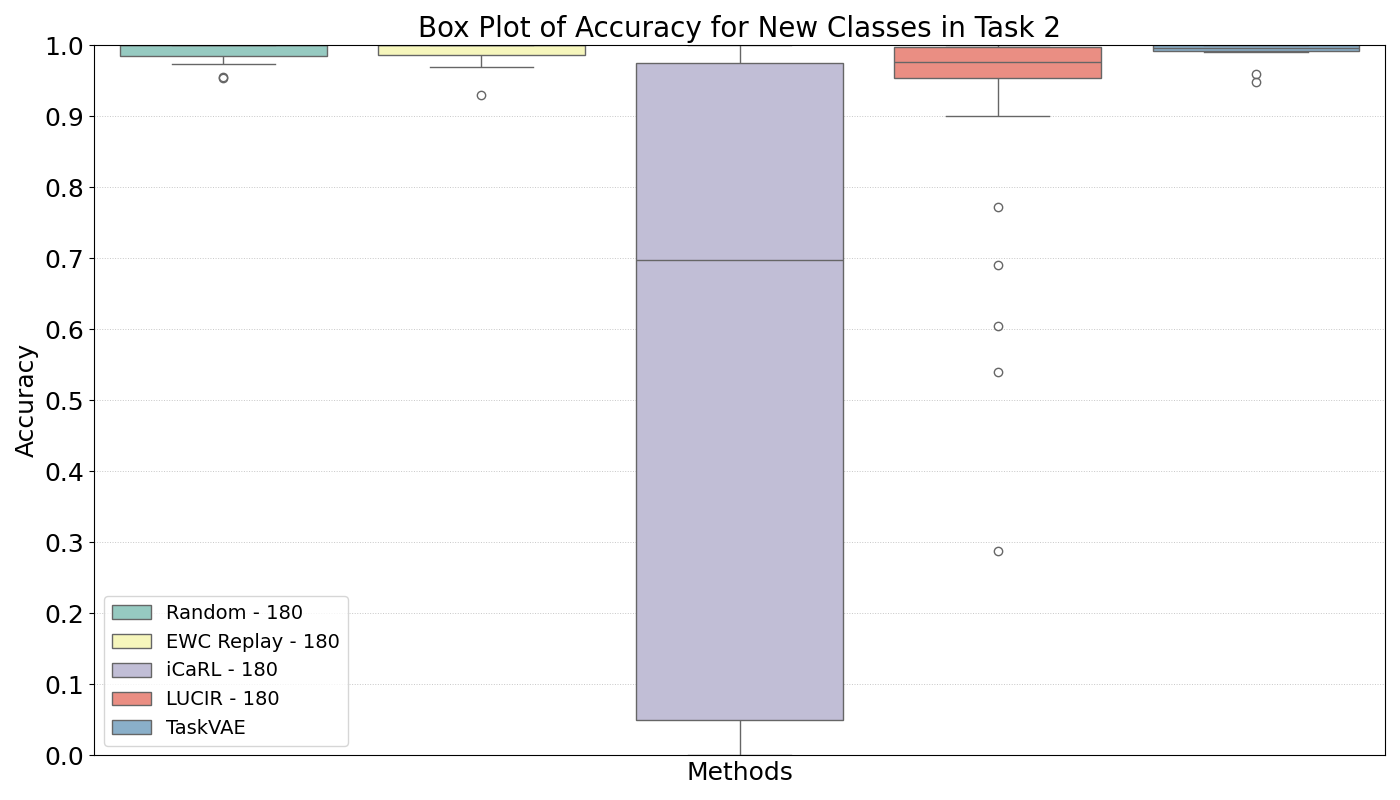 Box Plot of Accuracy for New Classes in Task 2
1.0
0.9
0.8
0.7
0.6
0.5
0.4
0.3
0.2
0.1
0.0
Accuracy
Random - 180
EWC Replay - 180
iCaRL - 180
LUCIR - 180
TaskVAE
Methods